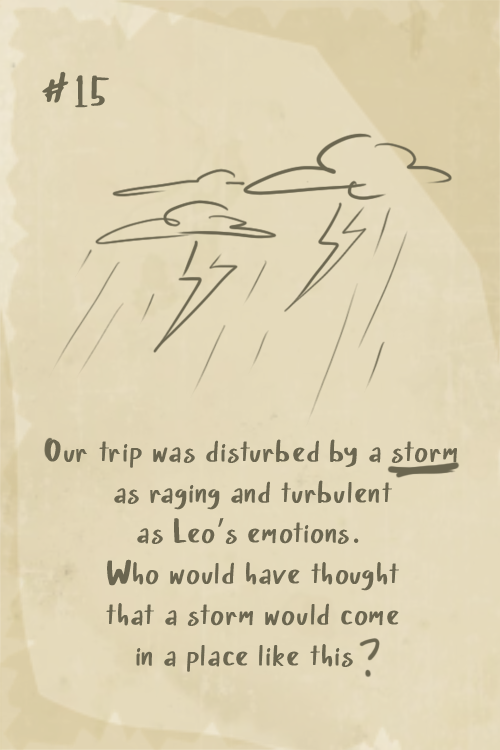 #15
Our trip was disturbed by a storm
as raging and turbulent
as Leo's emotions.
Who would have thought
that a storm would come
in a place like this?